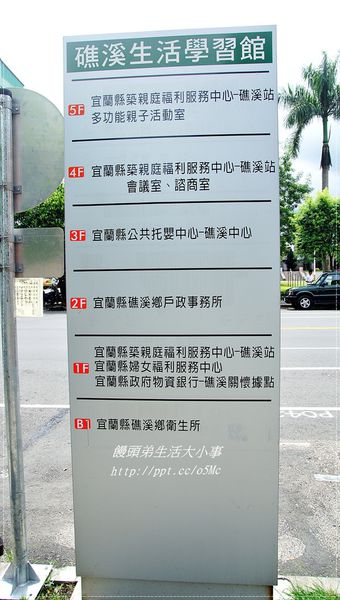 礁溪生活學習館
5F 宜蘭縣築親庭福利服務中心-礁溪站
多功能親子活動室
4F 宜蘭縣築親庭福利服務中心-礁溪站
會議室、諮商室
3F 宜蘭縣公共托嬰中心-礁溪中心
2F 宜蘭縣礁溪鄉戶政事務所
宜蘭縣築親庭福利服務中心-礁溪站
1F 宜蘭縣婦女福利服務中心
宜蘭縣政府物資銀行-礁溪關懷據點
B1 宜蘭縣礁溪鄉衛生所
饅頭弟生活大小事
http://ppt.cc/o5Mc